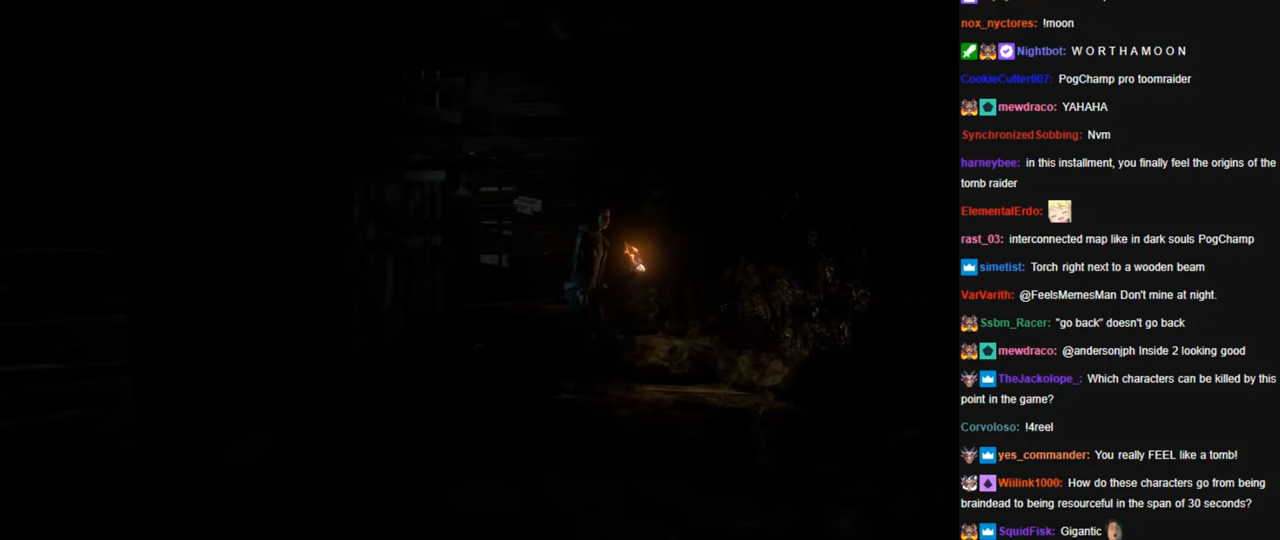 nox_nyctores: !moon
Nightbot: W O R T H A M O O N
CookieCutter007: PogChamp pro toomraider
mewdraco: YAHAHA
SynchronizedSobbing: Nvm
harneybee: in this installment, you finally feel the origins of the
tomb raider
ElementalErdo:
rast_03: interconnected map like in dark souls PogChamp
simetist: Torch right next to a wooden beam
VarVarith: @FeelsMemesMan Don't mine at night.
Ssbm_Racer: "go back" doesn't go back
mewdraco: @andersonjph Inside 2 looking good
TheJackolope_: Which characters can be killed by this
point in the game?
Corvoloso: !4reel
yes_commander: You really FEEL like a tomb!
Wiilink1000: How do these characters go from being
braindead to being resourceful in the span of 30 seconds?
SquidFisk: Gigantic